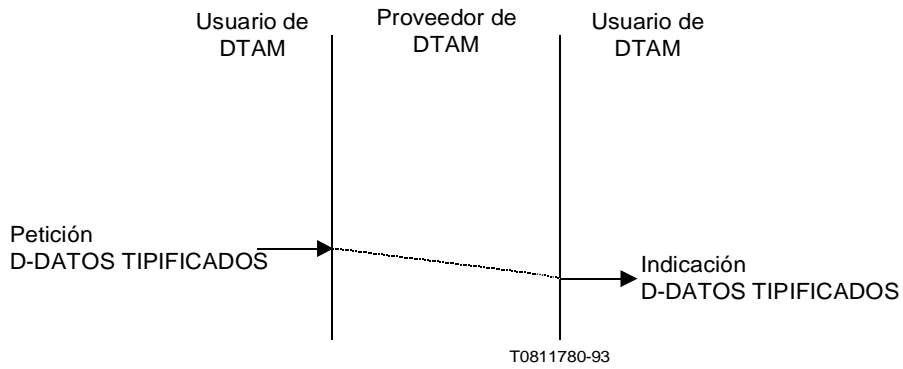 Usuario de
DTAM
Proveedor de
DTAM
Usuario de
DTAM
Petición
D-DATOS TIPIFICADOS
Indicación
D-DATOS TIPIFICADOS
T0811780-93